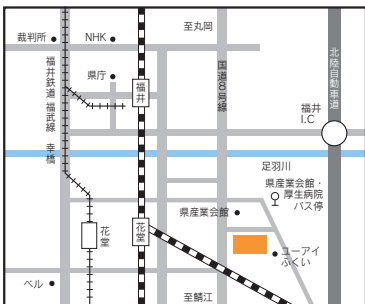 至丸岡
裁判所
NHK
北陸自動車道
県庁
福井鉄道
福武線
福井
国道8号線
福井
I.C
幸橋
足羽川
県産業会館・
厚生病院
バス停
県産業会館
花堂
花堂
ユーアイ
ふくい
ベル
至鯖江